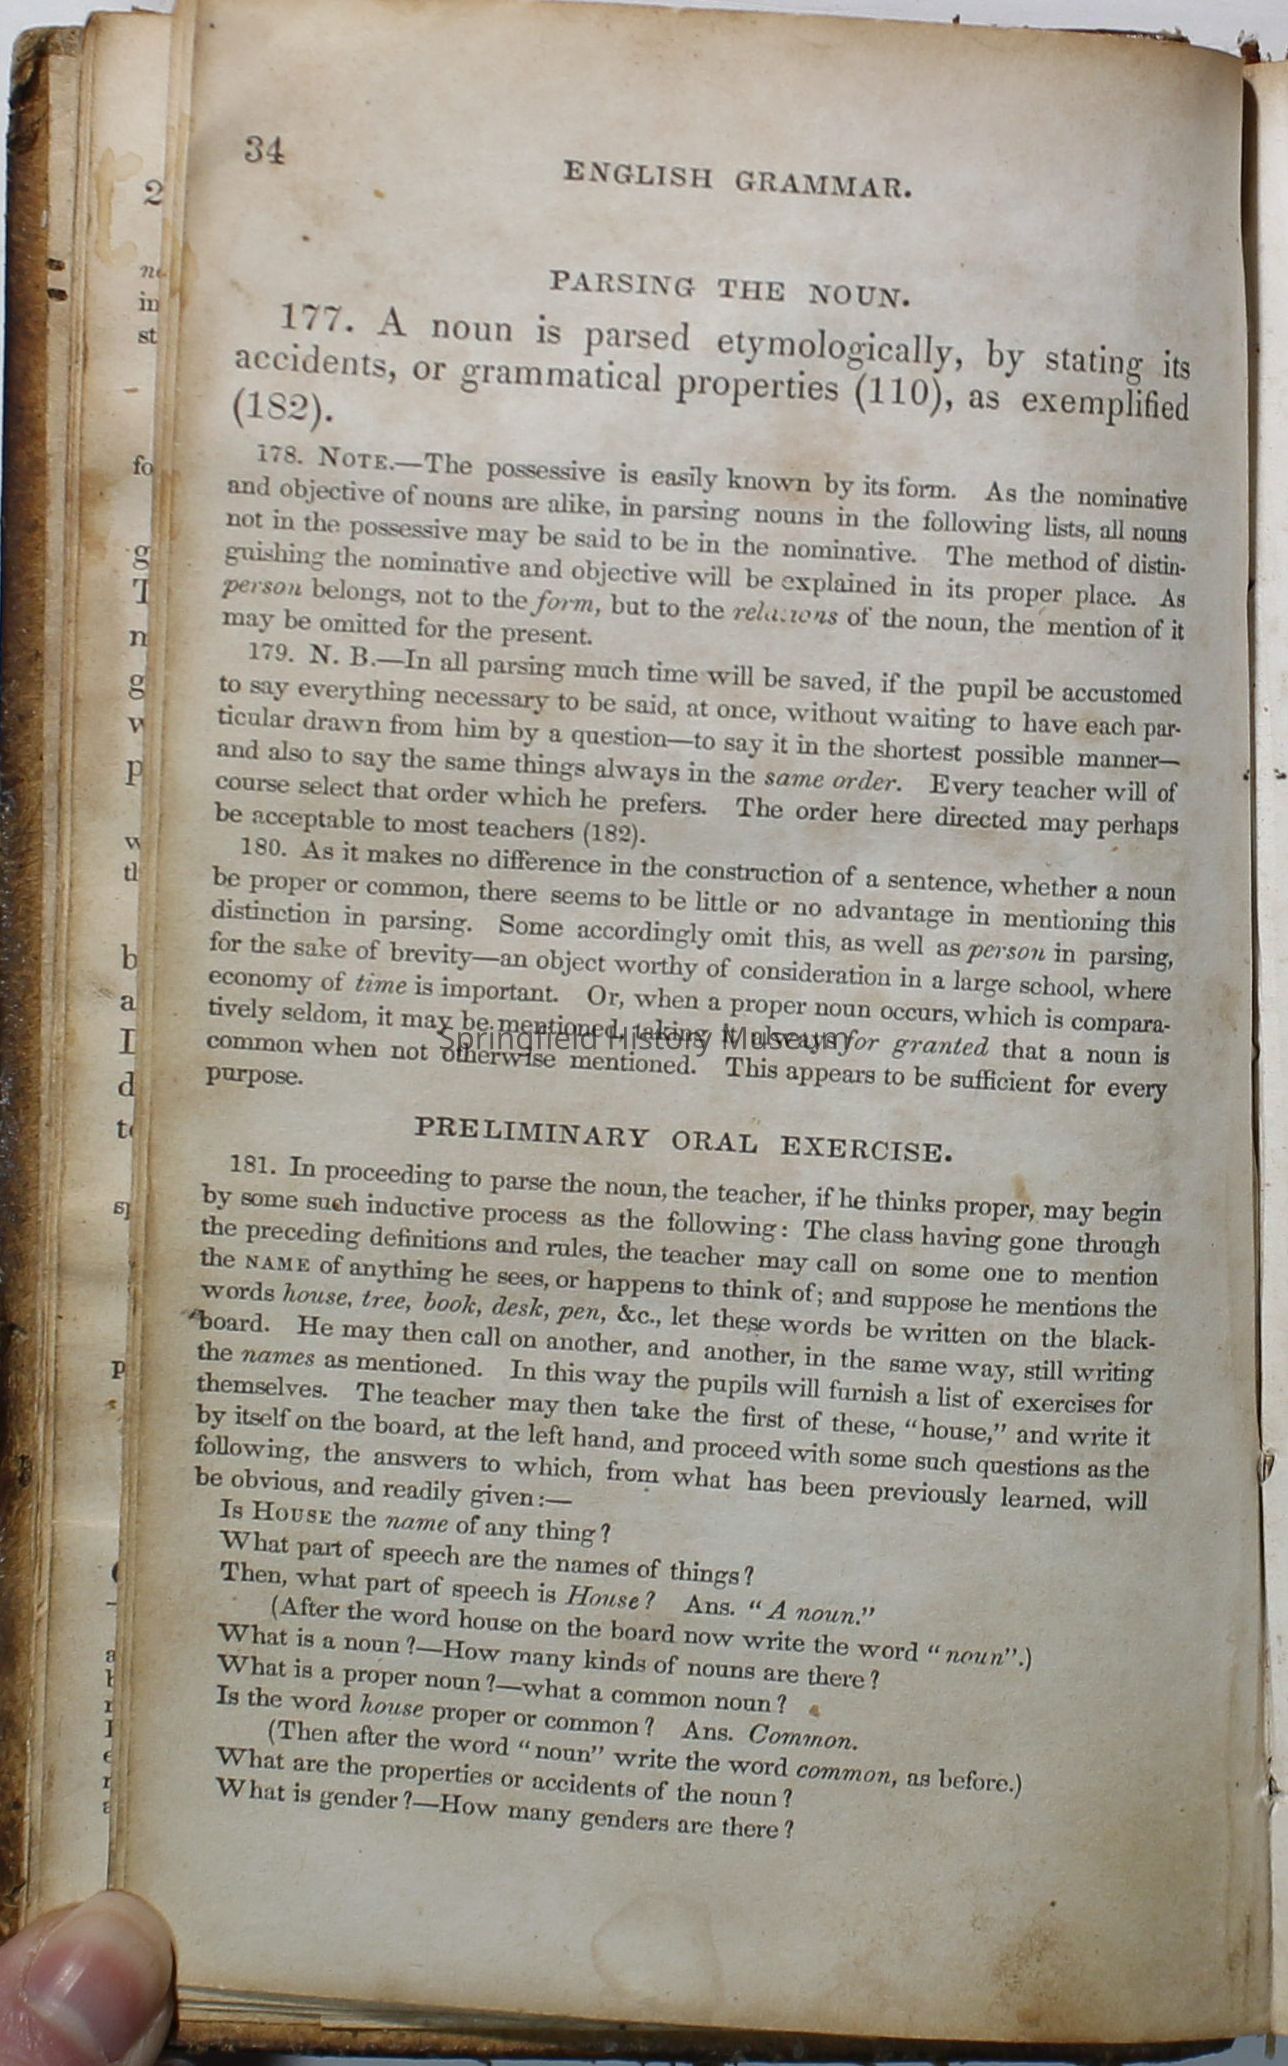 34
ENGLISH GRAMMAR.
PARSING THE NOUN.
177. A noun is parsed etymologically, by stating its
accidents, or grammatical properties (110), as exemplified
(182).
178. NOTE.—The possessive is easily known by its form. As the nominative
and objective of nouns are alike, in parsing nouns in the following lists, all nouns
not in the possessive may be said to be in the nominative. The method of distin-
guishing the nominative and objective will be explained in its proper place. As
person belongs, not to the form, but to the relations of the noun, the mention of it
may be omitted for the present.
179. N. B.—In all parsing much time will be saved, if the pupil be accustomed
to say everything necessary to be said, at once, without waiting to have each par-
ticular drawn from him by a question—to say it in the shortest possible manner—
and also to say the same things always in the same order. Every teacher will of
course select that order which he prefers. The order here directed may perhaps
be acceptable to most teachers (182).
180. As it makes no difference in the construction of a sentence, whether a noun
be proper or common, there seems to be little or no advantage in mentioning this
distinction in parsing. Some accordingly omit this, as well as person in parsing,
for the sake of brevity—an object worthy of consideration in a large school, where
economy of time is important. Or, when a proper noun occurs, which is compara-
tively seldom, it may be mentioned, taking it always for granted that a noun is
Springfield History Museum
common when not otherwise mentioned. This appears to be sufficient for every
purpose.
PRELIMINARY ORAL EXERCISE.
181. In proceeding to parse the noun, the teacher, if he thinks proper, may begin
by some such inductive process as the following: The class having gone through
the preceding definitions and rules, the teacher may call on some one to mention
the NAME of anything he sees, or happens to think of; and suppose he mentions the
words house, tree, book, desk, pen, &c., let these words be written on the black-
board. He may then call on another, and another, in the same way, still writing
the names as mentioned. In this way the pupils will furnish a list of exercises for
themselves. The teacher may then take the first of these, "house," and write it
by itself on the board, at the left hand, and proceed with some such questions as the
following, the answers to which, from what has been previously learned, will
be obvious, and readily given:—
Is HOUSE the name of any thing?
What part of speech are the names of things?
Then, what part of speech is House? Ans. "A noun."
(After the word house on the board now write the word "noun".)
What is a noun?—How many kinds of nouns are there?
What is a proper noun?—what a common noun?
Is the word house proper or common? Ans. Common.
(Then after the word "noun" write the word common, as before.)
What are the properties or accidents of the noun?
What is gender?—How many genders are there?